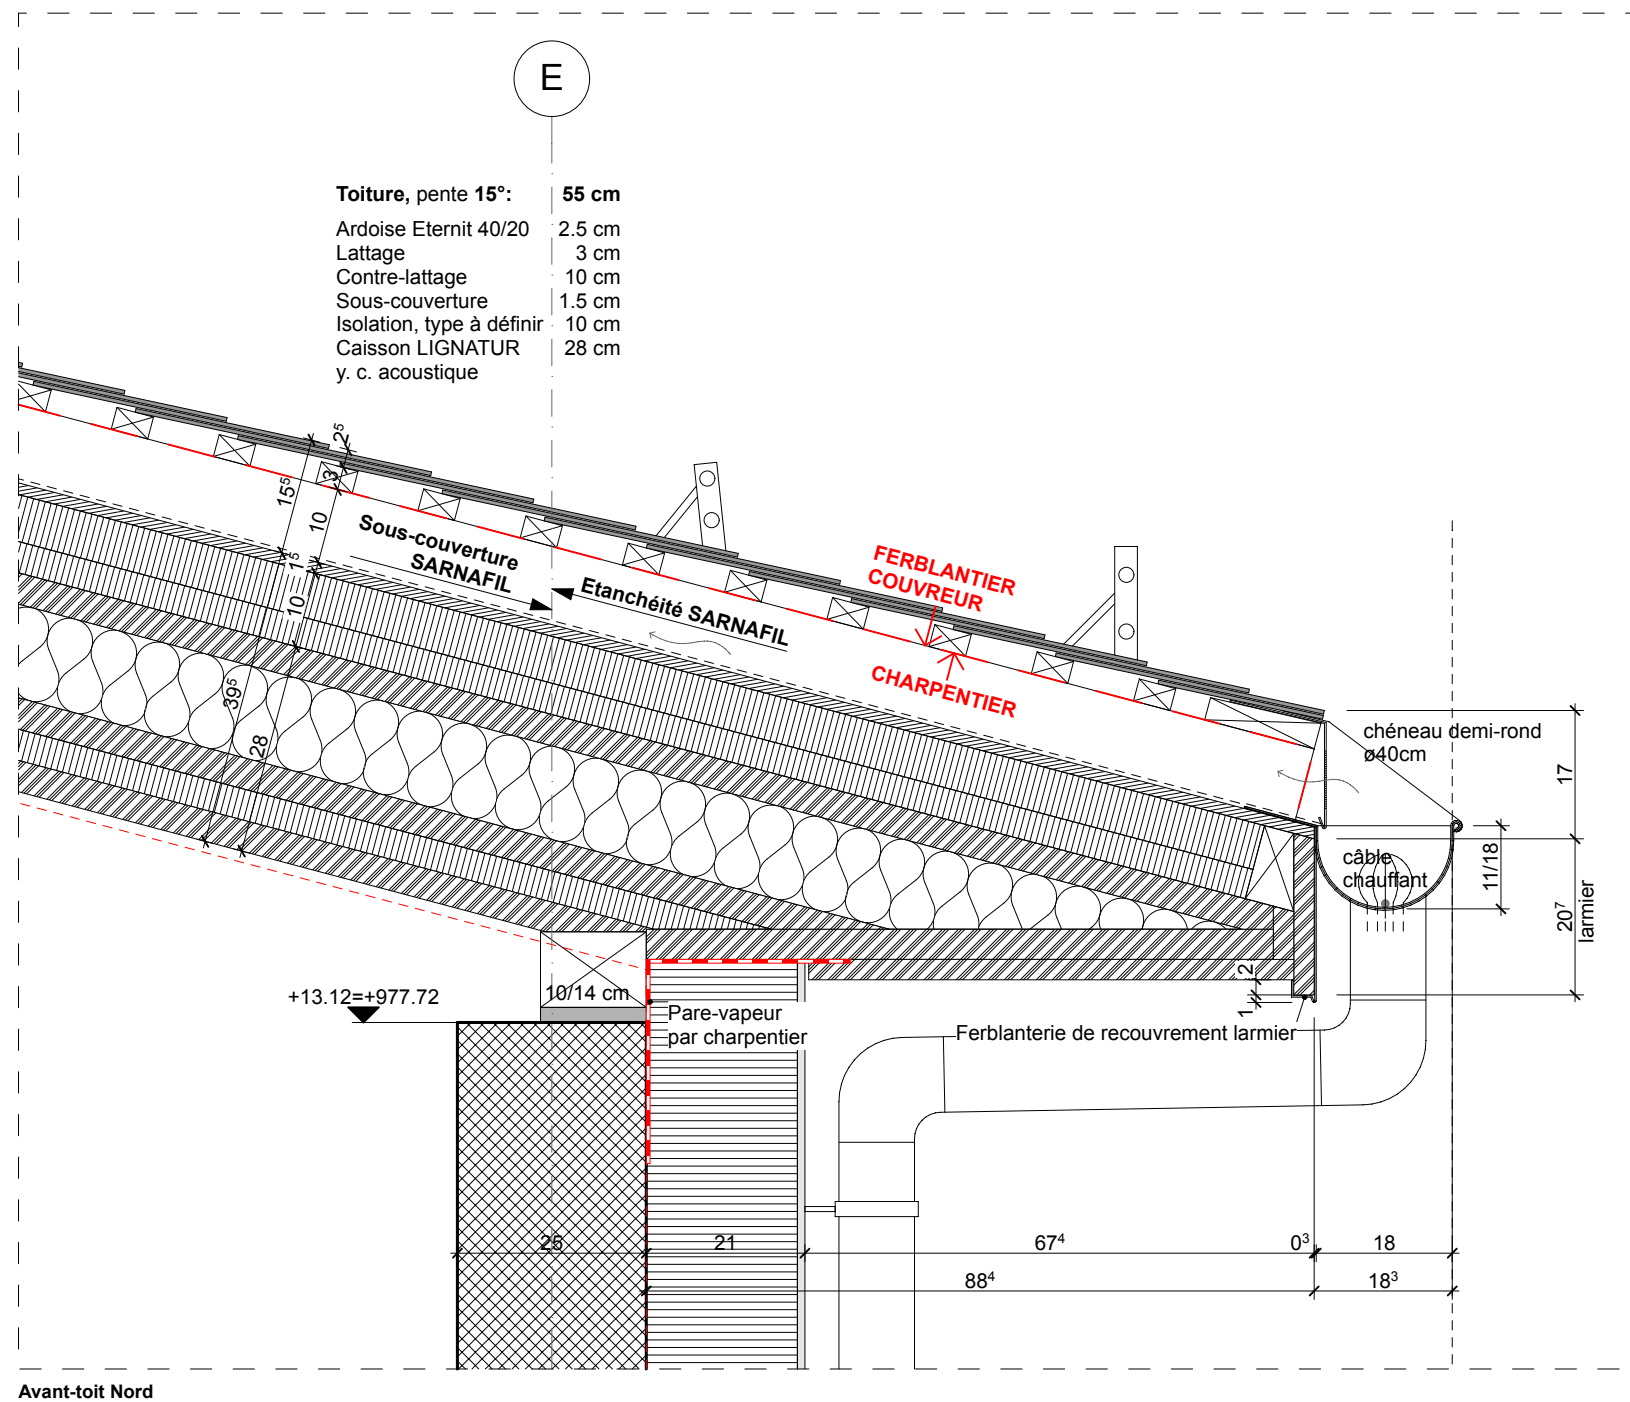 E
Toiture, pente 15°: 55 cm
Ardoise Eternit 40/20 2.5 cm
Lattage 3 cm
Contre-lattage 10 cm
Sous-couverture 1.5 cm
Isolation, type à définir 10 cm
Caisson LIGNATUR 28 cm
y. c. acoustique
2⁵
3
15⁵
10
1⁵
10
39⁵
28
Sous-couverture
SARNAFIL
Etanchéité SARNAFIL
FERBLANTIER
COUVREUR
CHARPENTIER
chéneau demi-rond
ø40cm
17
câble
chauffant
11/18
20⁷
larmier
2
1
+13.12=+977.72
10/14 cm
Pare-vapeur
par charpentier
Ferblanterie de recouvrement larmier
25
21
67⁴
0³
18
88⁴
18³
Avant-toit Nord